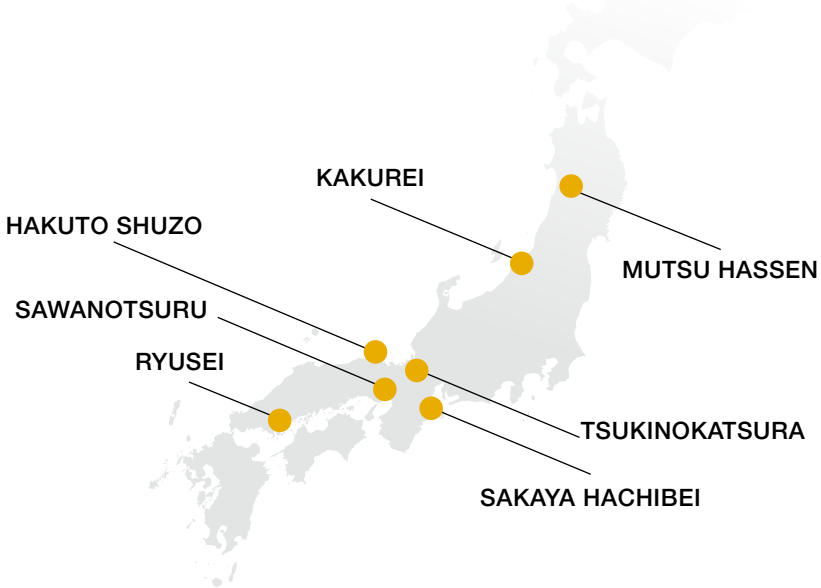 KAKUREI
HAKUTO SHUZO
MUTSU HASSEN
SAWANOTSURU
RYUSEI
TSUKINOKATSURA
SAKAYA HACHIBEI